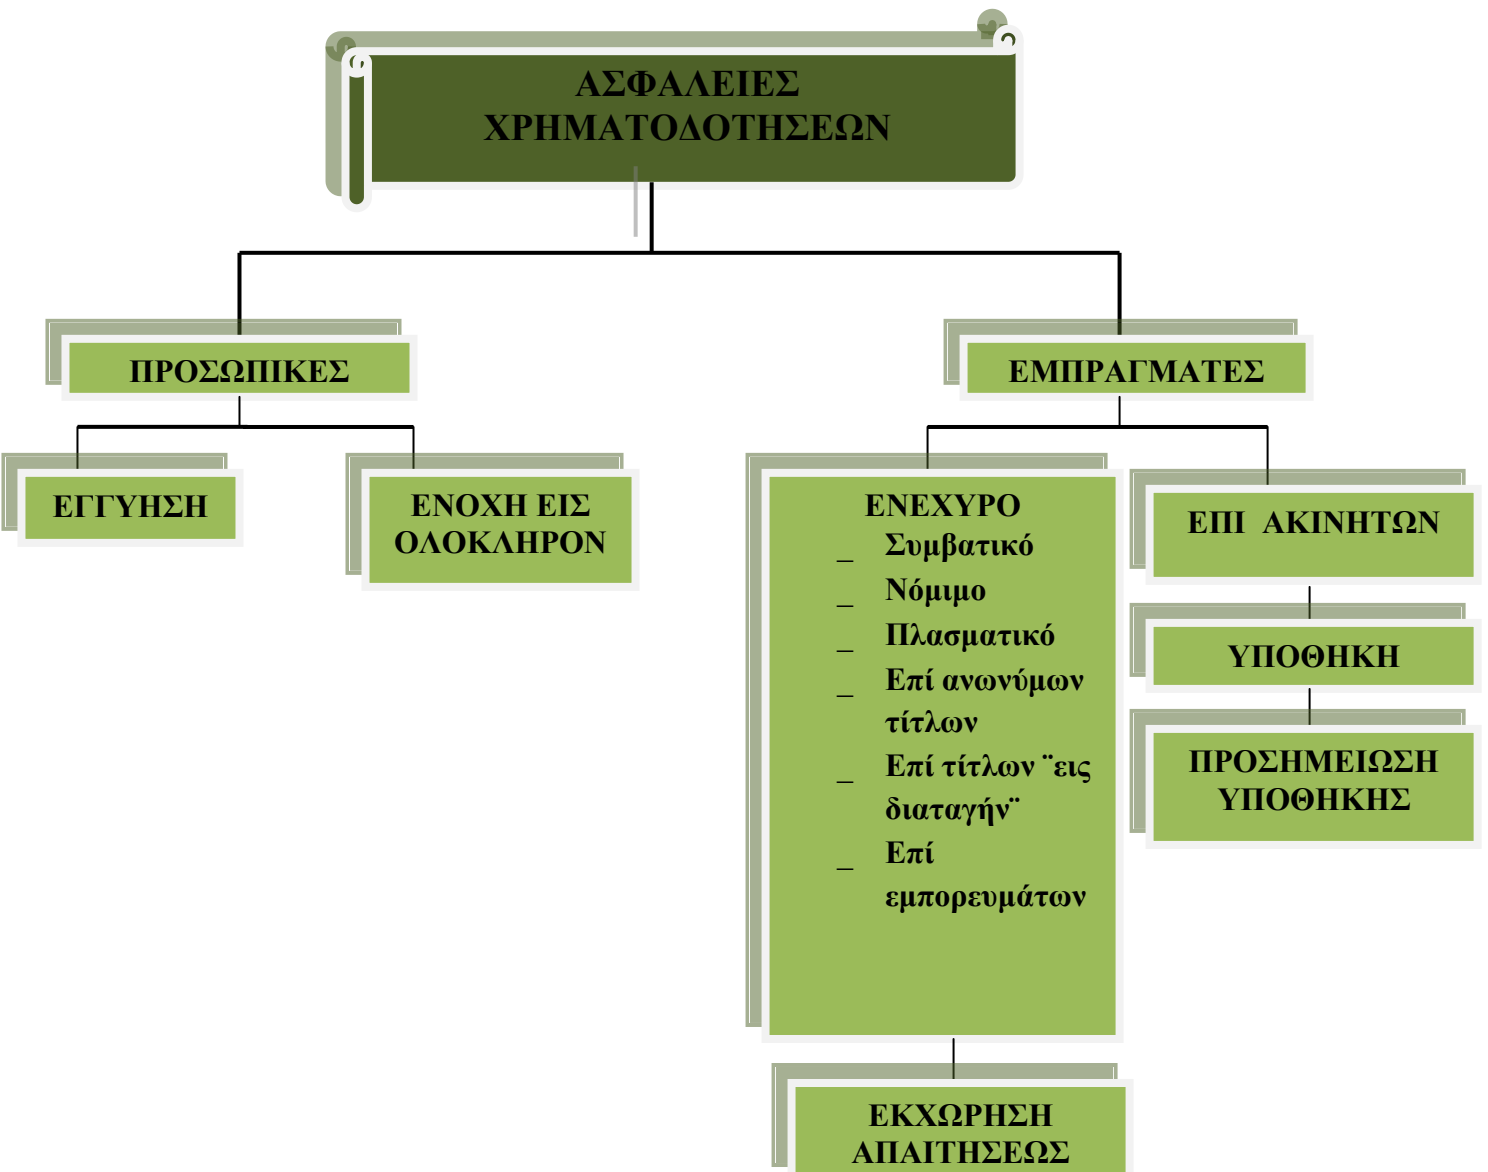 ΑΣΦΑΛΕΙΕΣ
ΧΡΗΜΑΤΟΔΟΤΗΣΕΩΝ
ΠΡΟΣΩΠΙΚΕΣ
ΕΜΠΡΑΓΜΑΤΕΣ
ΕΓΓΥΗΣΗ
ΕΝΟΧΗ ΕΙΣ
ΟΛΟΚΛΗΡΟΝ
ΕΝΕΧΥΡΟ
_ Συμβατικό
_ Νόμιμο
_ Πλασματικό
_ Επί ανωνύμων
τίτλων
_ Επί τίτλων ¨εις
διαταγήν¨
_ Επί
εμπορευμάτων
ΕΠΙ ΑΚΙΝΗΤΩΝ
ΥΠΟΘΗΚΗ
ΠΡΟΣΗΜΕΙΩΣΗ
ΥΠΟΘΗΚΗΣ
ΕΚΧΩΡΗΣΗ
ΑΠΑΙΤΗΣΕΩΣ